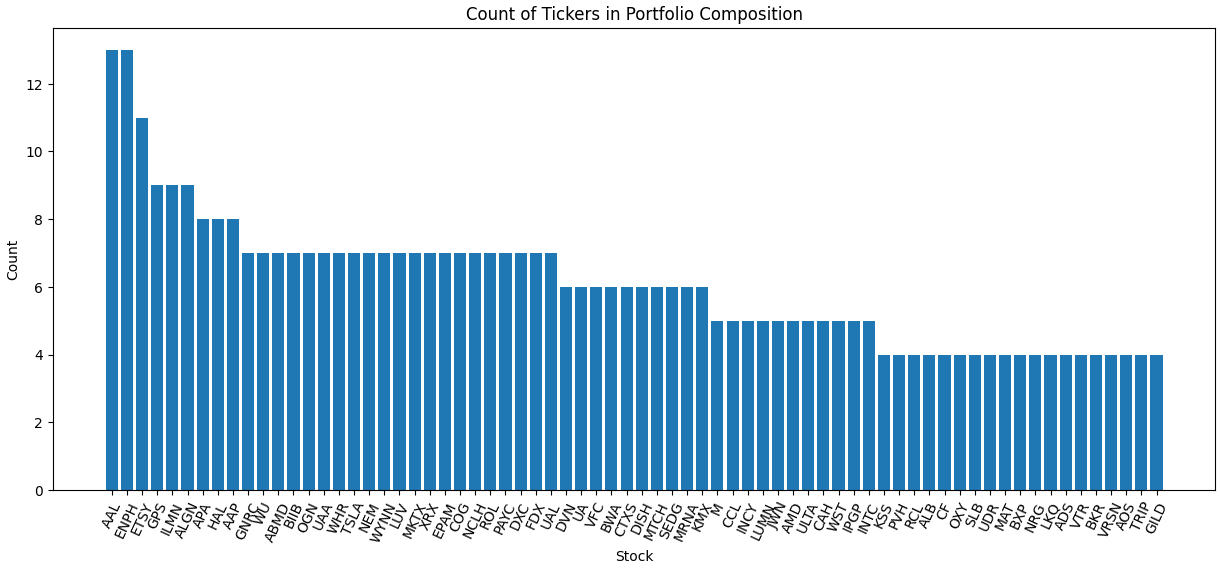 Count of Tickers in Portfolio Composition
Count
12
10
8
6
4
2
0
AAL
ENPH
ETSY
GPS
ILMN
ALGN
APA
HAL
AAP
GNRC
WU
ABMD
BIIB
OGN
UAA
WHR
TSLA
NEM
WYNN
LUV
MKTX
XRX
EPAM
COG
NCLH
ROL
PAYC
DXC
FDX
UAL
DVN
UA
VFC
BWA
CTXS
DISH
MTCH
SEDG
MRNA
KMX
M
CCL
INCY
LUMN
JWN
AMD
ULTA
CAH
WST
IPGP
INTC
KSS
PVH
RCL
ALB
CF
OXY
SLB
UDR
MAT
BXP
NRG
LKQ
ADS
VTR
BKR
VRSN
AOS
TRIP
GILD
Stock